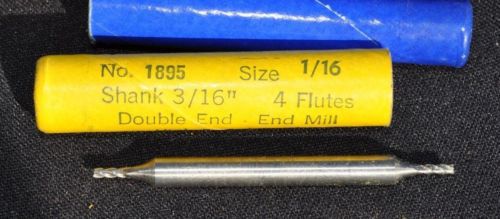 No. 1895 Size 1/16
Shank 3/16" 4 Flutes
Double End - End Mill